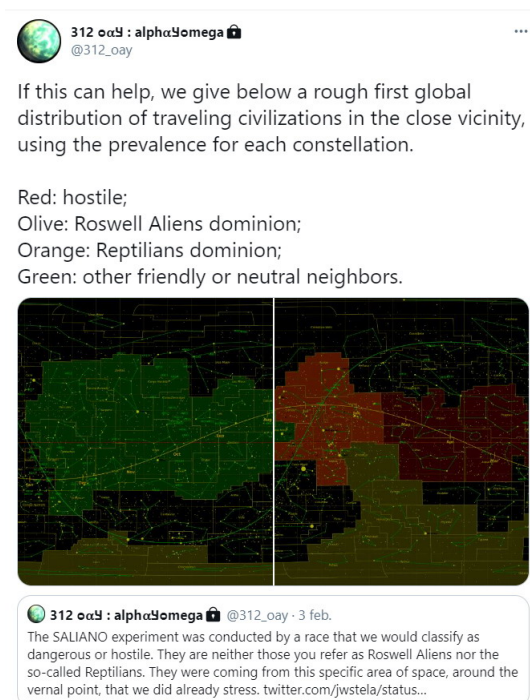 312 ๏αყ : alphαყomega
@312_oay
If this can help, we give below a rough first global
distribution of traveling civilizations in the close vicinity,
using the prevalence for each constellation.
Red: hostile;
Olive: Roswell Aliens dominion;
Orange: Reptilians dominion;
Green: other friendly or neutral neighbors.
312 ๏αყ : alphαყomega @312_oay · 3 feb.
The SALIANO experiment was conducted by a race that we would classify as
dangerous or hostile. They are neither those you refer as Roswell Aliens nor the
so-called Reptilians. They were coming from this specific area of space, around the
vernal point, that we did already stress. twitter.com/jwstela/status...